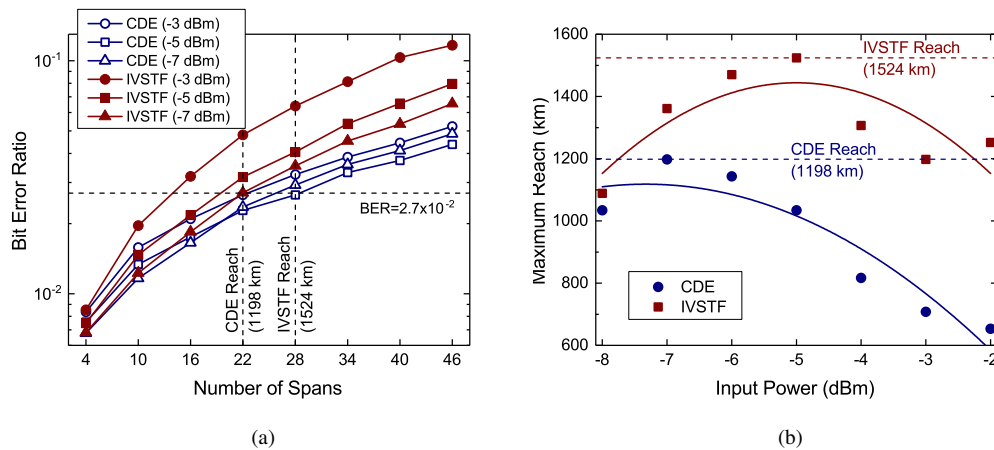 CDE (-3 dBm)
CDE (-5 dBm)
CDE (-7 dBm)
IVSTF (-3 dBm)
IVSTF (-5 dBm)
IVSTF (-7 dBm)
10-1
10-2
Bit Error Ratio
BER=2.7x10-2
CDE Reach
(1198 km)
IVSTF Reach
(1524 km)
4 10 16 22 28 34 40 46
Number of Spans
(a)
1600
1400
1200
1000
800
600
Maximum Reach (km)
IVSTF Reach
(1524 km)
CDE Reach
(1198 km)
CDE
IVSTF
-8 -7 -6 -5 -4 -3 -2
Input Power (dBm)
(b)